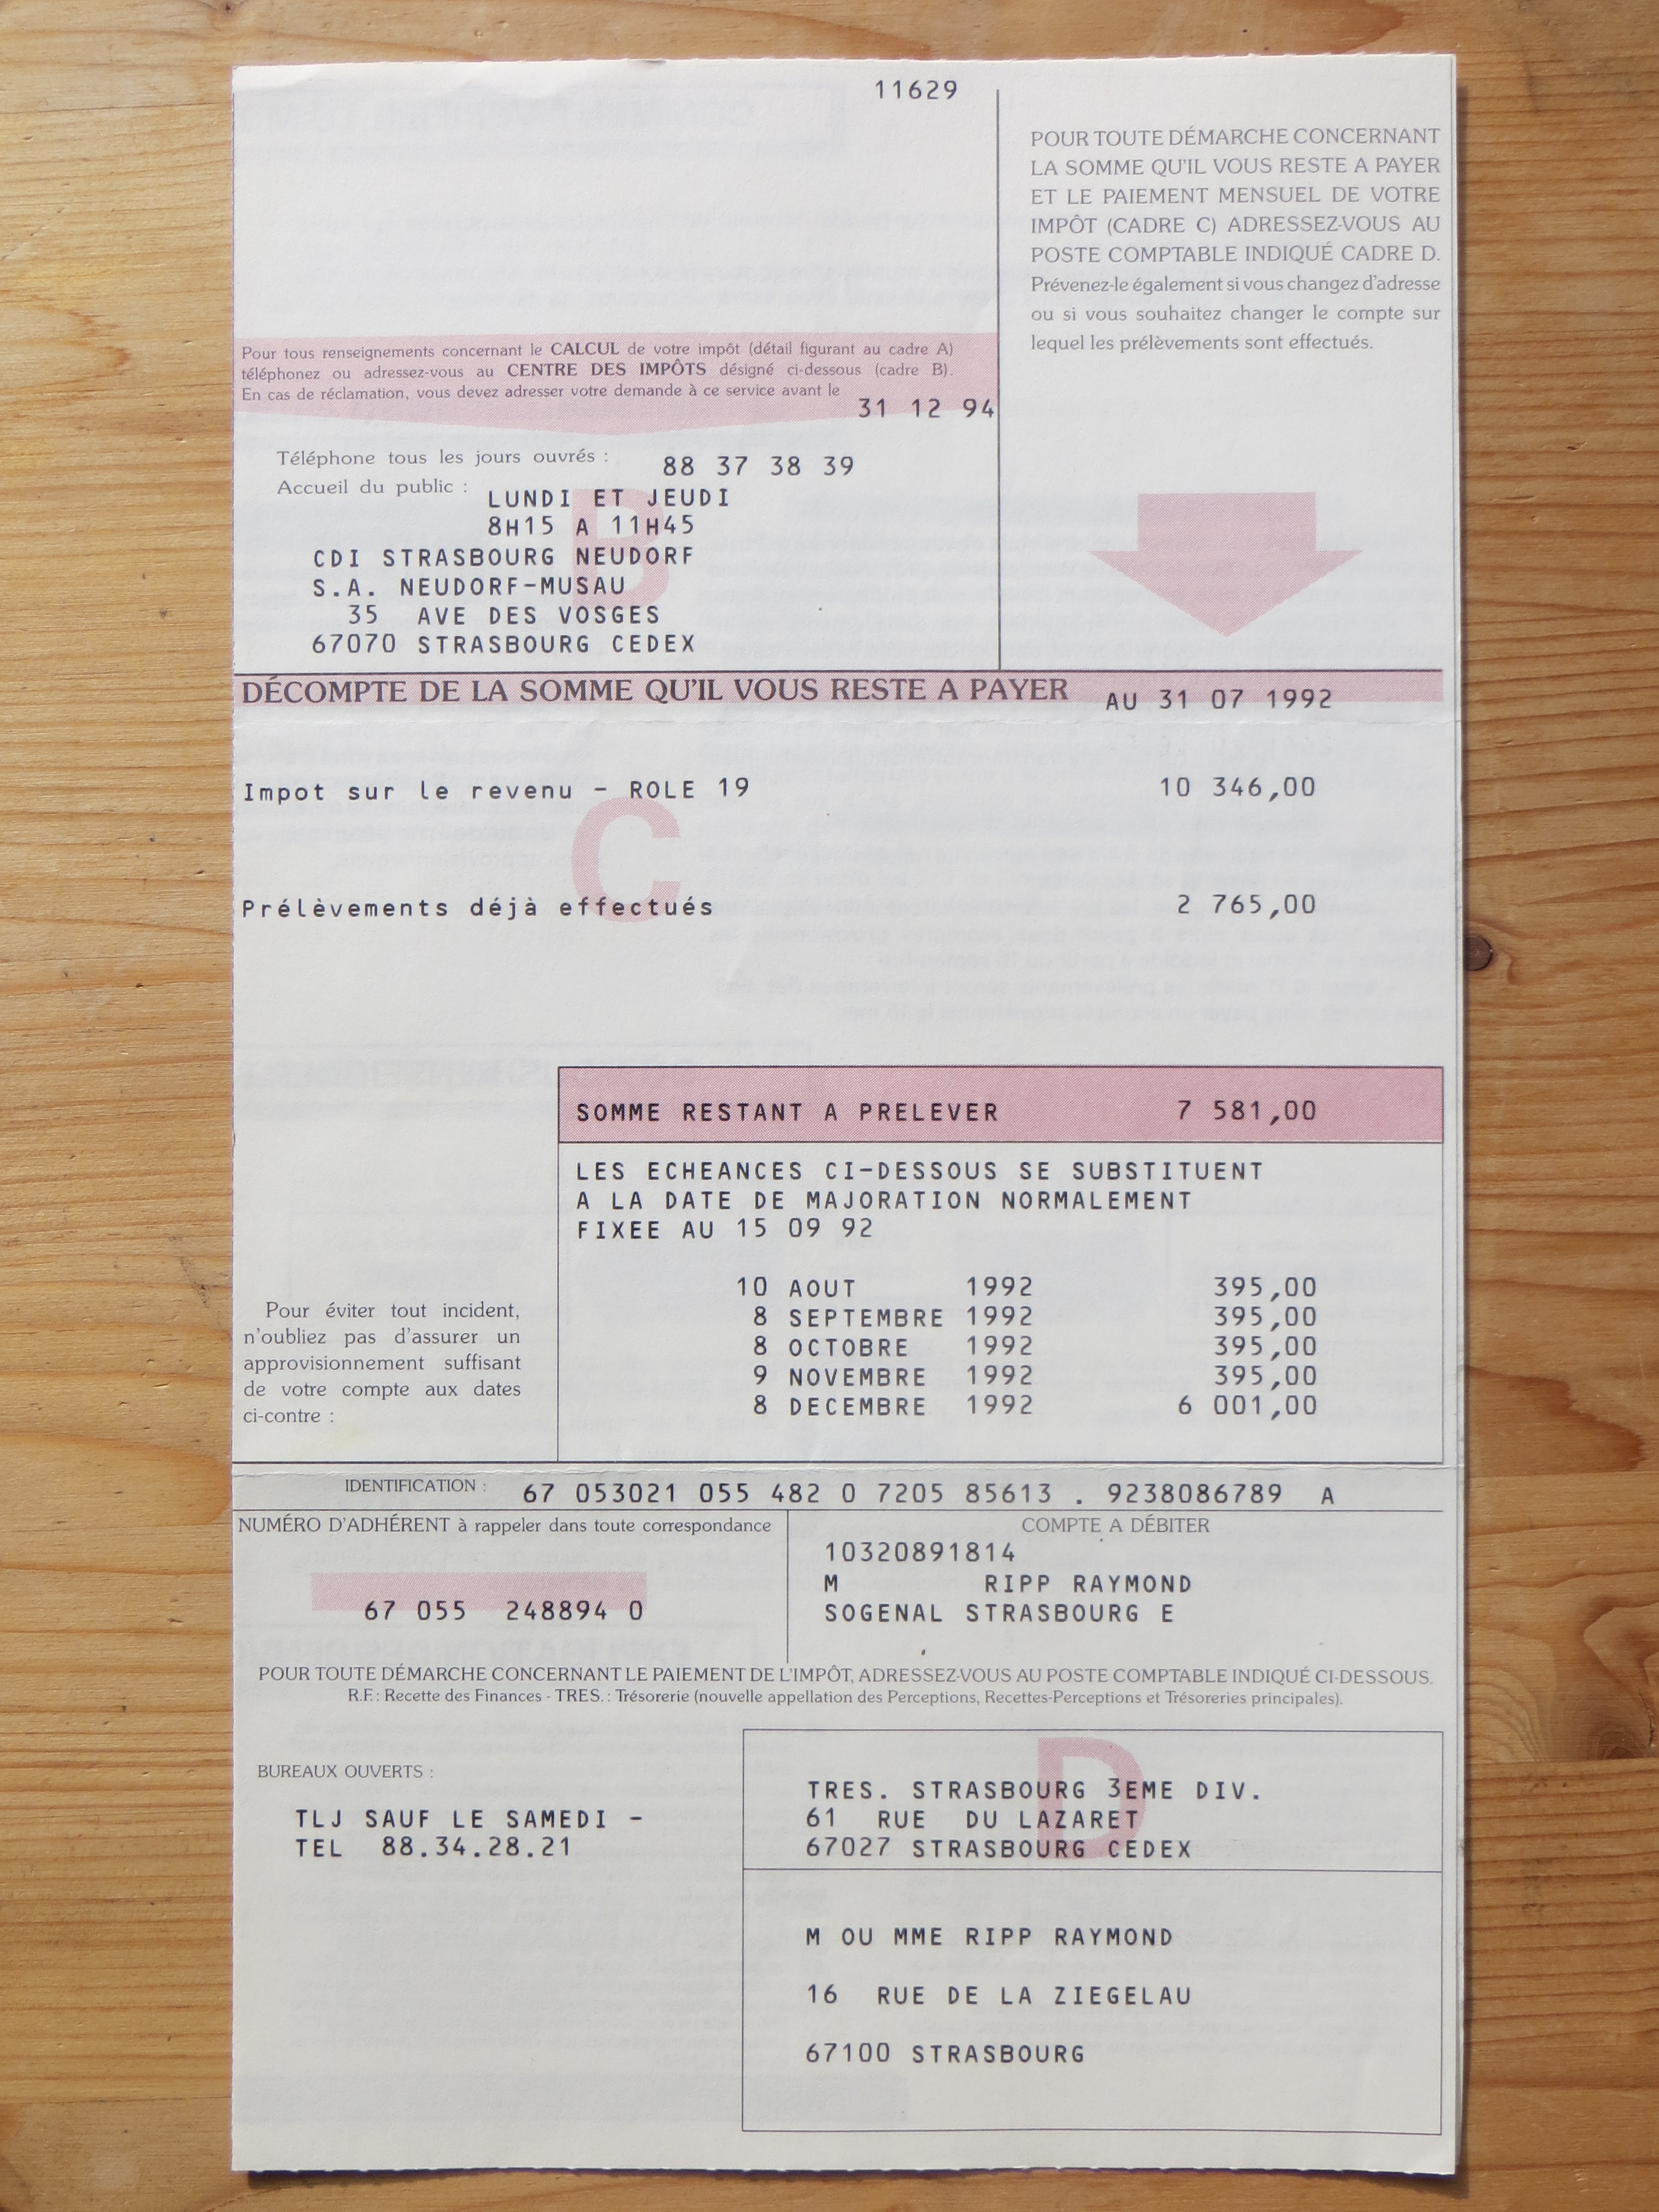 11629
POUR TOUTE DÉMARCHE CONCERNANT
LA SOMME QU'IL VOUS RESTE A PAYER
ET LE PAIEMENT MENSUEL DE VOTRE
IMPÔT (CADRE C) ADRESSEZ-VOUS AU
POSTE COMPTABLE INDIQUÉ CADRE D.
Prévenez-le également si vous changez d'adresse
ou si vous souhaitez changer le compte sur
lequel les prélèvements sont effectués.
Pour tous renseignements concernant le CALCUL de votre impôt (détail figurant au cadre A)
téléphonez ou adressez-vous au CENTRE DES IMPÔTS désigné ci-dessous (cadre B).
En cas de réclamation, vous devez adresser votre demande à ce service avant le
31 12 94
Téléphone tous les jours ouvrés : 88 37 38 39
Accueil du public : LUNDI ET JEUDI
8H15 A 11H45
B
CDI STRASBOURG NEUDORF
S.A. NEUDORF-MUSAU
35 AVE DES VOSGES
67070 STRASBOURG CEDEX
DÉCOMPTE DE LA SOMME QU'IL VOUS RESTE A PAYER AU 31 07 1992
Impot sur le revenu - ROLE 19 10 346,00
C
Prélèvements déjà effectués 2 765,00
SOMME RESTANT A PRELEVER 7 581,00
LES ECHEANCES CI-DESSOUS SE SUBSTITUENT
A LA DATE DE MAJORATION NORMALEMENT
FIXEE AU 15 09 92
Pour éviter tout incident,
n'oubliez pas d'assurer un
approvisionnement suffisant
de votre compte aux dates
ci-contre :
10 AOUT 1992 395,00
8 SEPTEMBRE 1992 395,00
8 OCTOBRE 1992 395,00
9 NOVEMBRE 1992 395,00
8 DECEMBRE 1992 6 001,00
IDENTIFICATION : 67 053021 055 482 0 7205 85613 . 9238086789 A
NUMÉRO D'ADHÉRENT à rappeler dans toute correspondance
67 055 248894 0
COMPTE A DÉBITER
10320891814
M RIPP RAYMOND
SOGENAL STRASBOURG E
POUR TOUTE DÉMARCHE CONCERNANT LE PAIEMENT DE L'IMPÔT, ADRESSEZ-VOUS AU POSTE COMPTABLE INDIQUÉ CI-DESSOUS.
R.F. : Recette des Finances - TRES. : Trésorerie (nouvelle appellation des Perceptions, Recettes-Perceptions et Trésoreries principales).
BUREAUX OUVERTS :
TLJ SAUF LE SAMEDI -
TEL 88.34.28.21
D
TRES. STRASBOURG 3EME DIV.
61 RUE DU LAZARET
67027 STRASBOURG CEDEX
M OU MME RIPP RAYMOND
16 RUE DE LA ZIEGELAU
67100 STRASBOURG